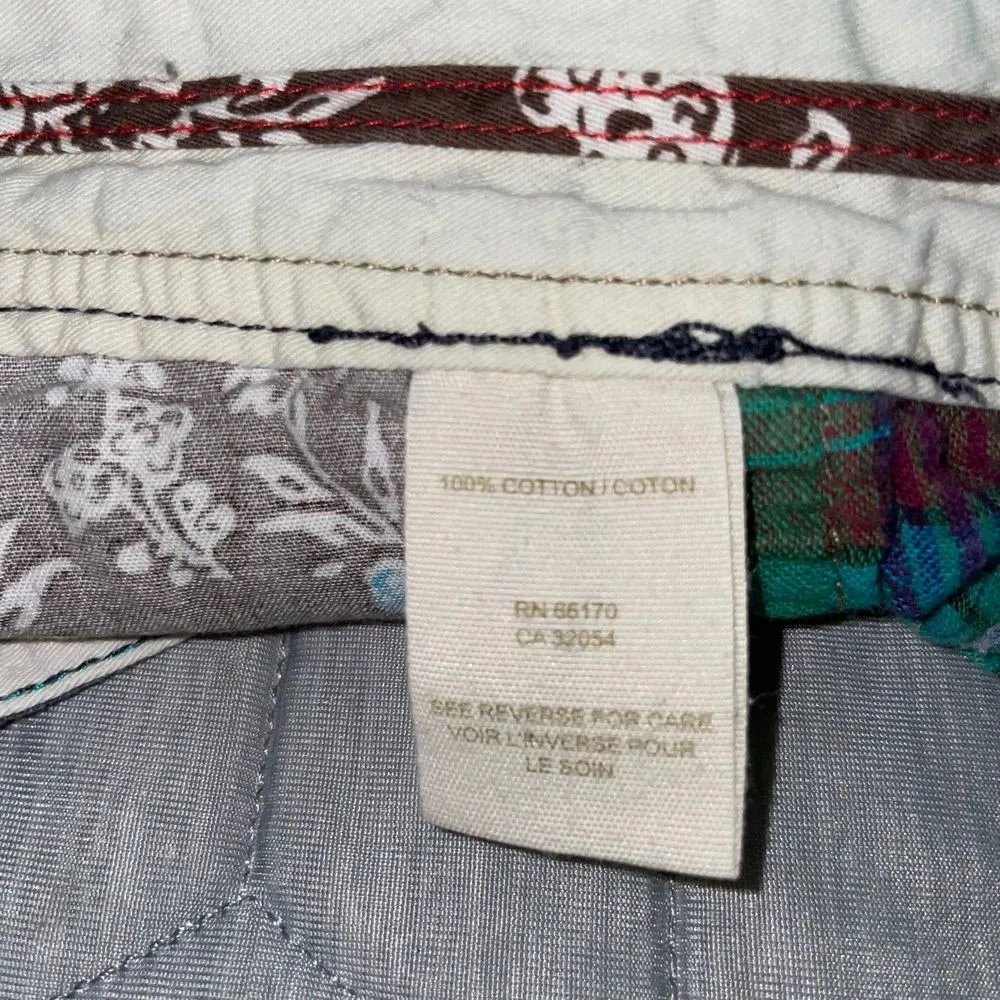 100% COTTON / COTON
RN 66170
CA 32054
SEE REVERSE FOR CARE
VOIR L'INVERSE POUR
LE SOIN